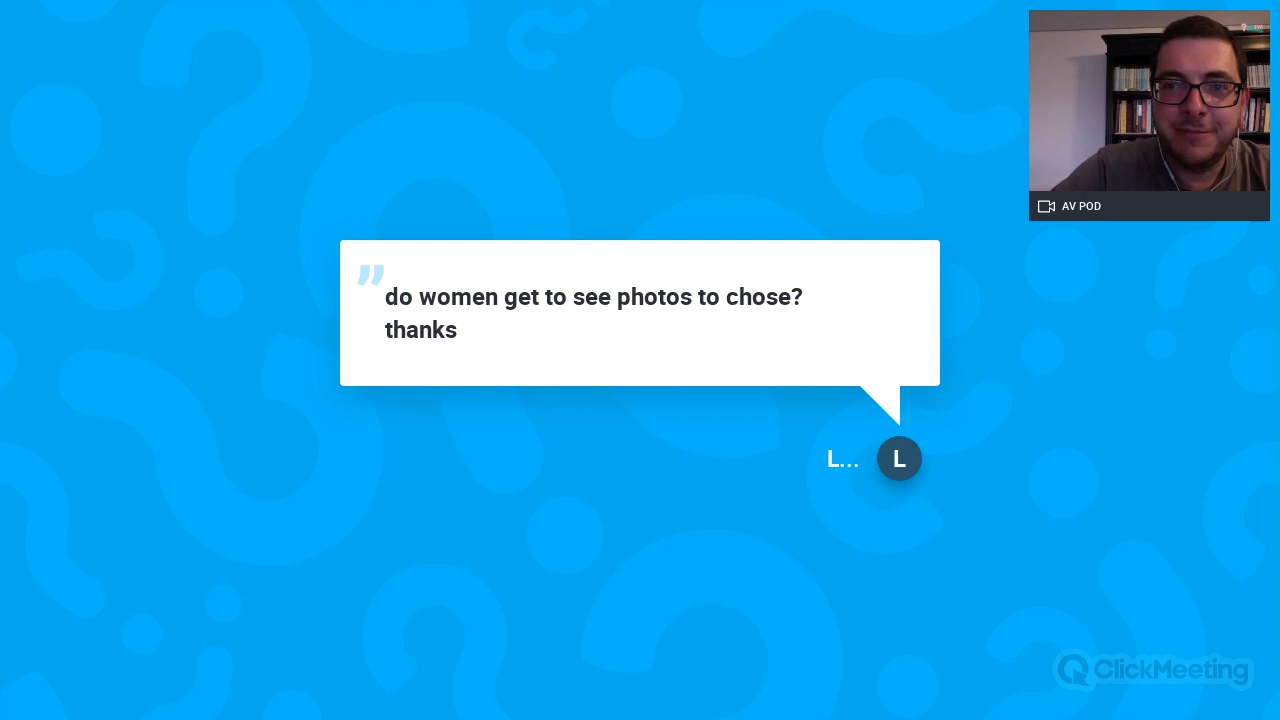 AV POD
do women get to see photos to chose?
thanks
L...
L
ClickMeeting